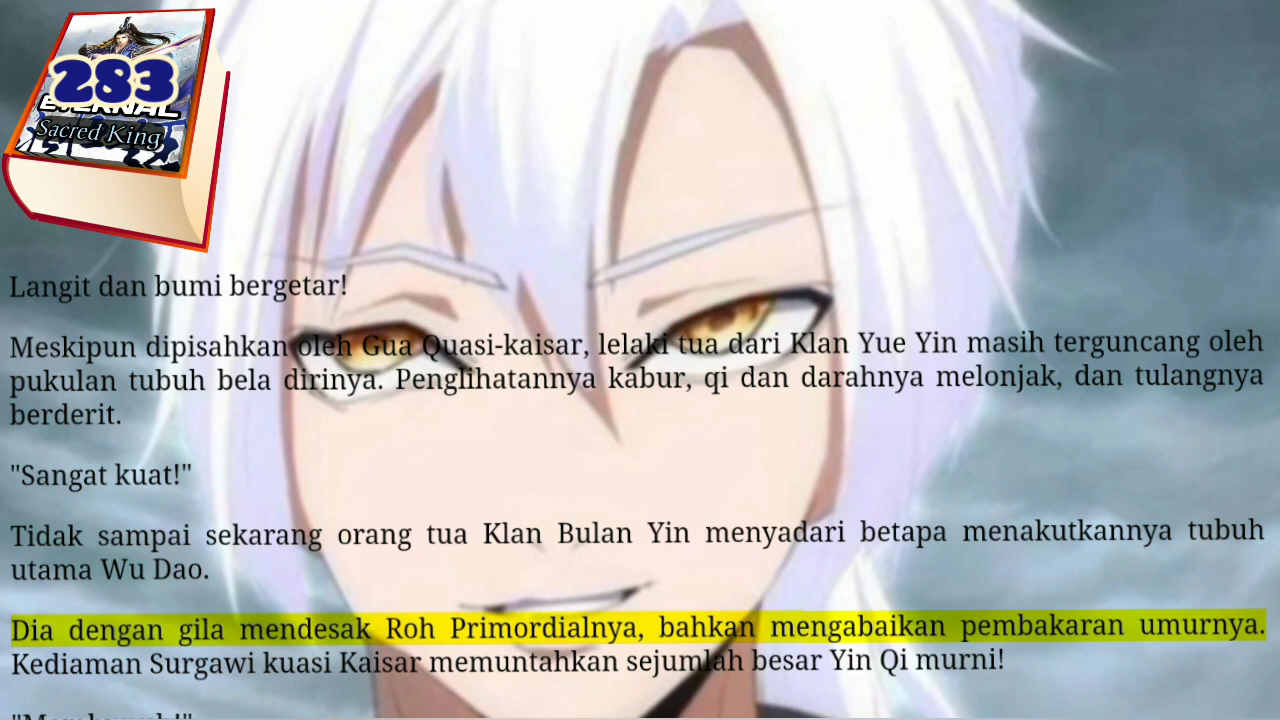 283
ETERNAL
Sacred King
Langit dan bumi bergetar!
Meskipun dipisahkan oleh Gua Quasi-kaisar, lelaki tua dari Klan Yue Yin masih terguncang oleh
pukulan tubuh bela dirinya. Penglihatannya kabur, qi dan darahnya melonjak, dan tulangnya
berderit.
"Sangat kuat!"
Tidak sampai sekarang orang tua Klan Bulan Yin menyadari betapa menakutkannya tubuh
utama Wu Dao.
Dia dengan gila mendesak Roh Primordialnya, bahkan mengabaikan pembakaran umurnya.
Kediaman Surgawi kuasi Kaisar memuntahkan sejumlah besar Yin Qi murni!